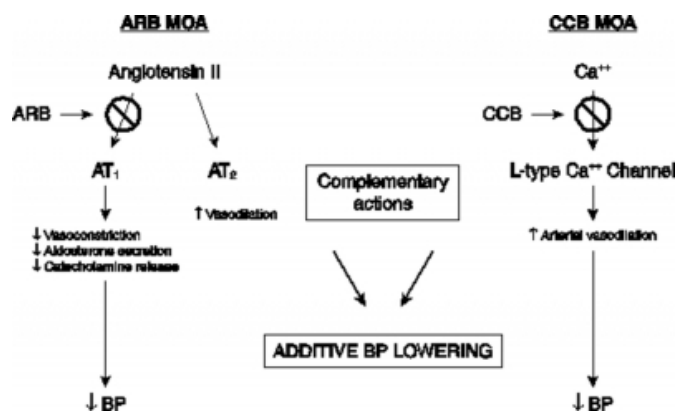 ARB MOA
CCB MOA
Angiotensin II
Ca⁺⁺
ARB
CCB
AT₁
AT₂
L-type Ca⁺⁺ Channel
Complementary
actions
↑ Vasodilation
↓ Vasoconstriction
↓ Aldosterone secretion
↓ Catecholamine release
↑ Arterial vasodilation
ADDITIVE BP LOWERING
↓ BP
↓ BP